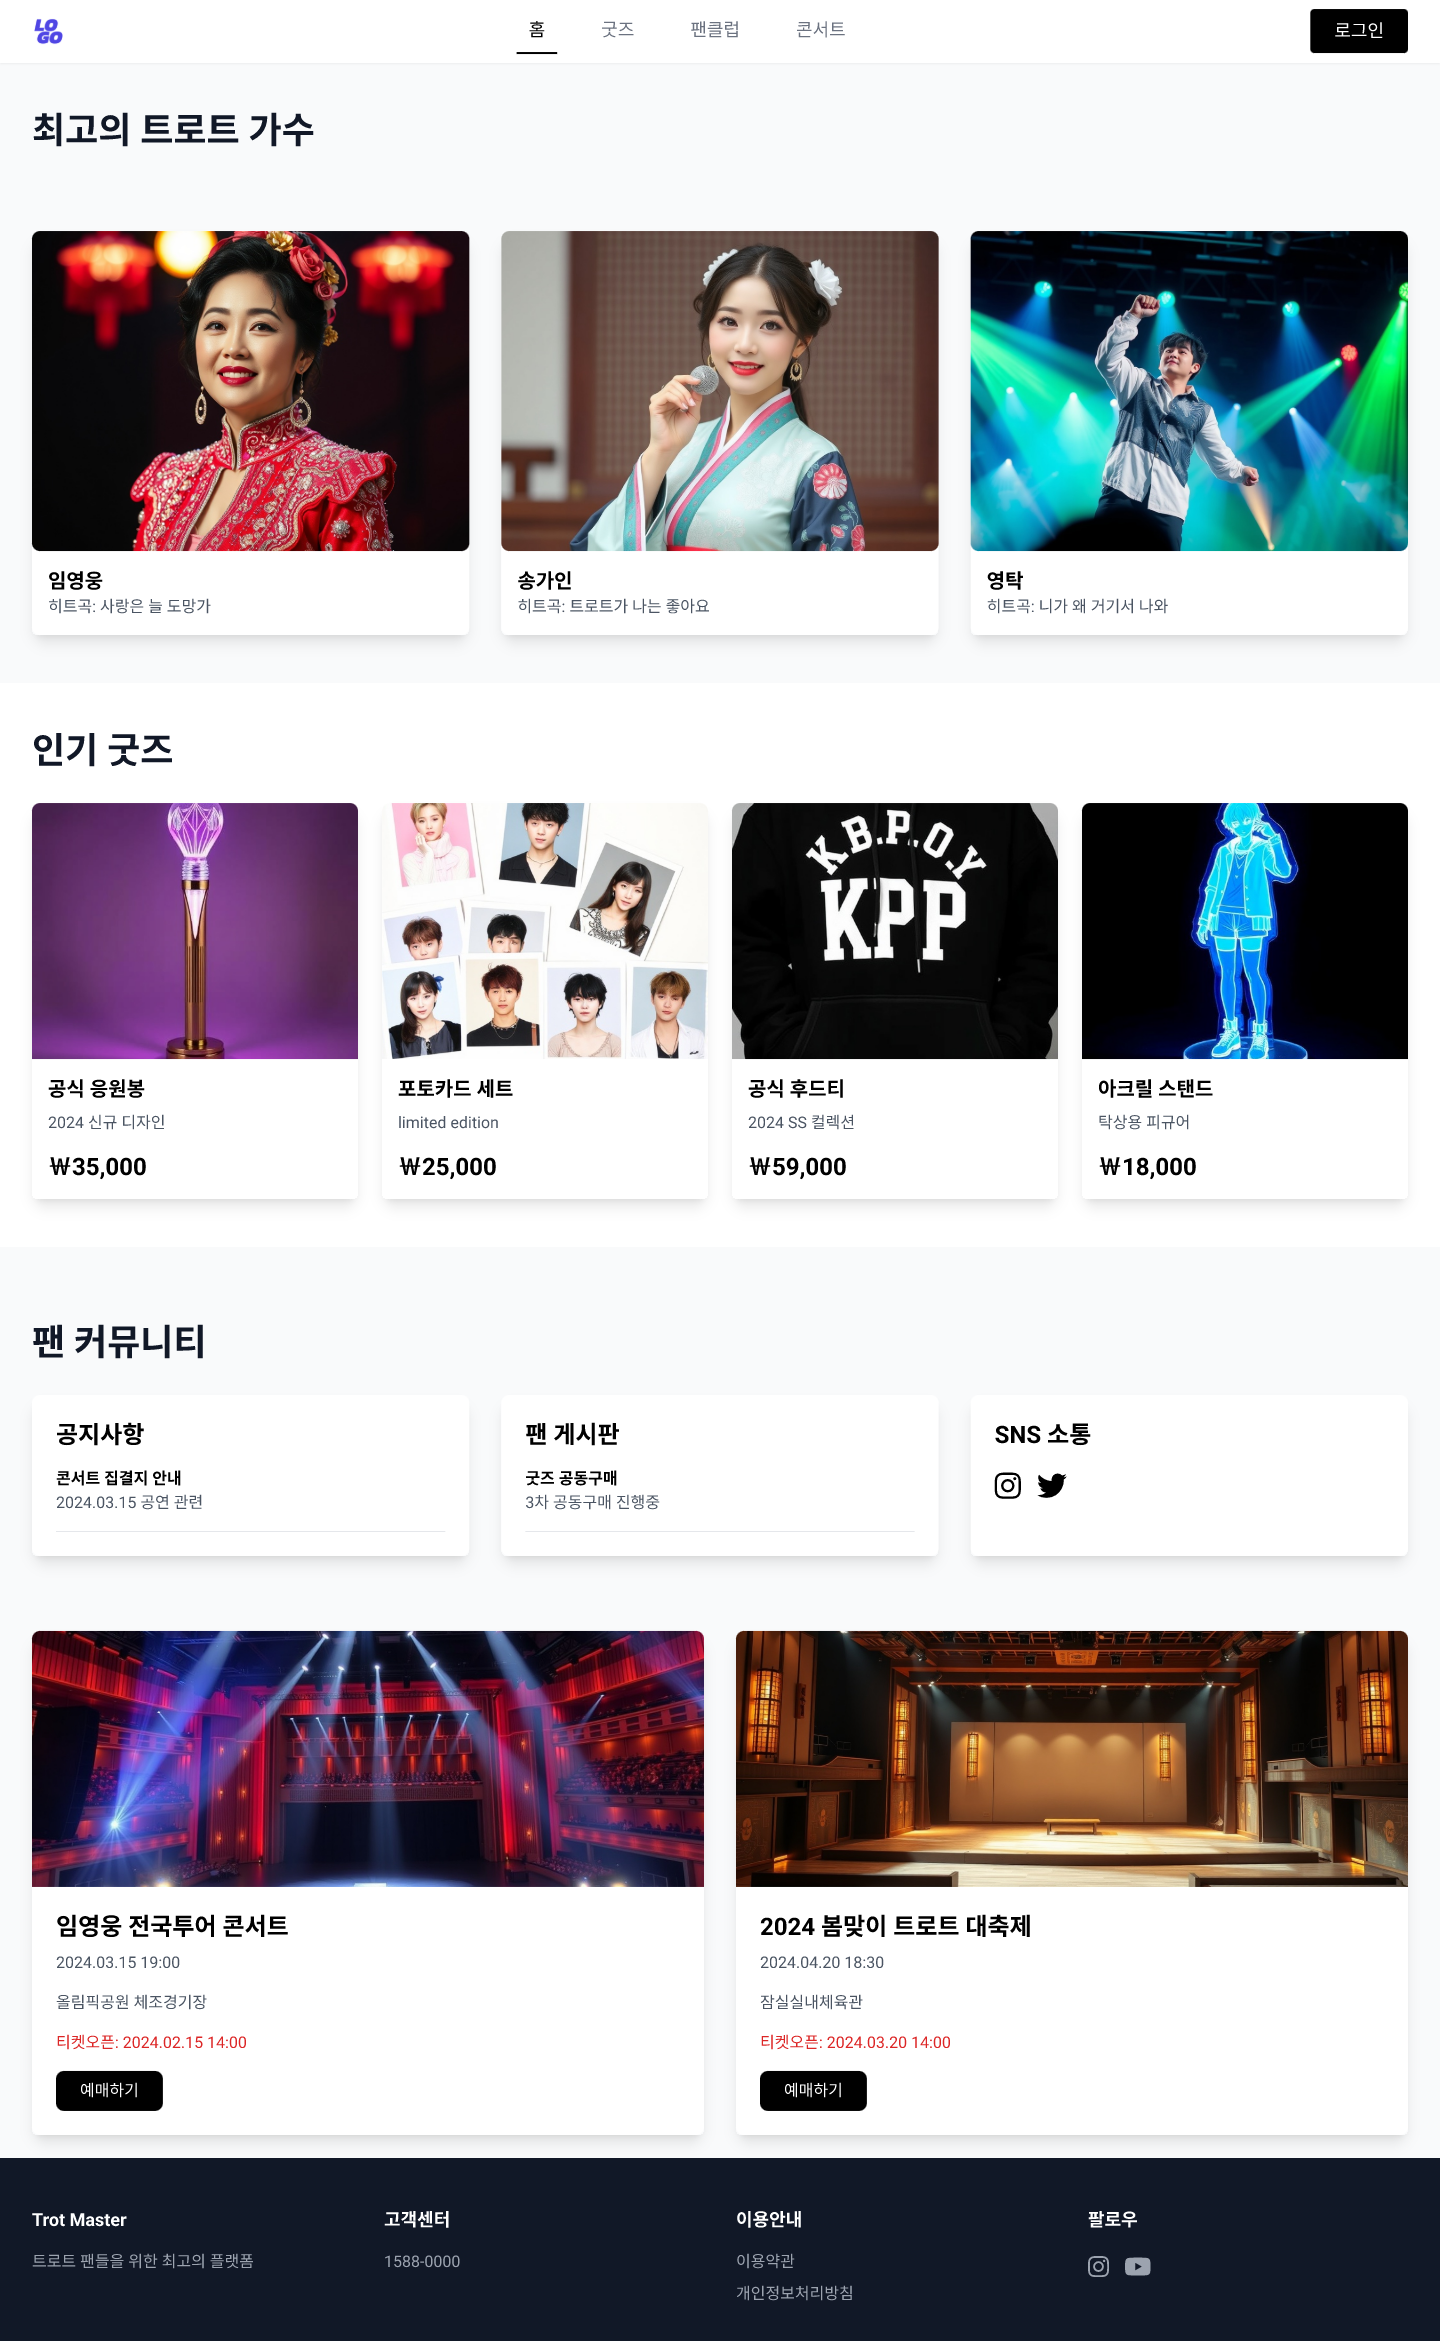 LOGO
홈
굿즈
팬클럽
콘서트
로그인
최고의 트로트 가수
임영웅
히트곡: 사랑은 늘 도망가
송가인
히트곡: 트로트가 나는 좋아요
영탁
히트곡: 니가 왜 거기서 나와
인기 굿즈
K.B.P.O.Y
KPP
공식 응원봉
2024 신규 디자인
₩35,000
포토카드 세트
limited edition
₩25,000
공식 후드티
2024 SS 컬렉션
₩59,000
아크릴 스탠드
탁상용 피규어
₩18,000
팬 커뮤니티
공지사항
콘서트 집결지 안내
2024.03.15 공연 관련
팬 게시판
굿즈 공동구매
3차 공동구매 진행중
SNS 소통
임영웅 전국투어 콘서트
2024.03.15 19:00
올림픽공원 체조경기장
티켓오픈: 2024.02.15 14:00
예매하기
2024 봄맞이 트로트 대축제
2024.04.20 18:30
잠실실내체육관
티켓오픈: 2024.03.20 14:00
예매하기
Trot Master
트로트 팬들을 위한 최고의 플랫폼
고객센터
1588-0000
이용안내
이용약관
개인정보처리방침
팔로우